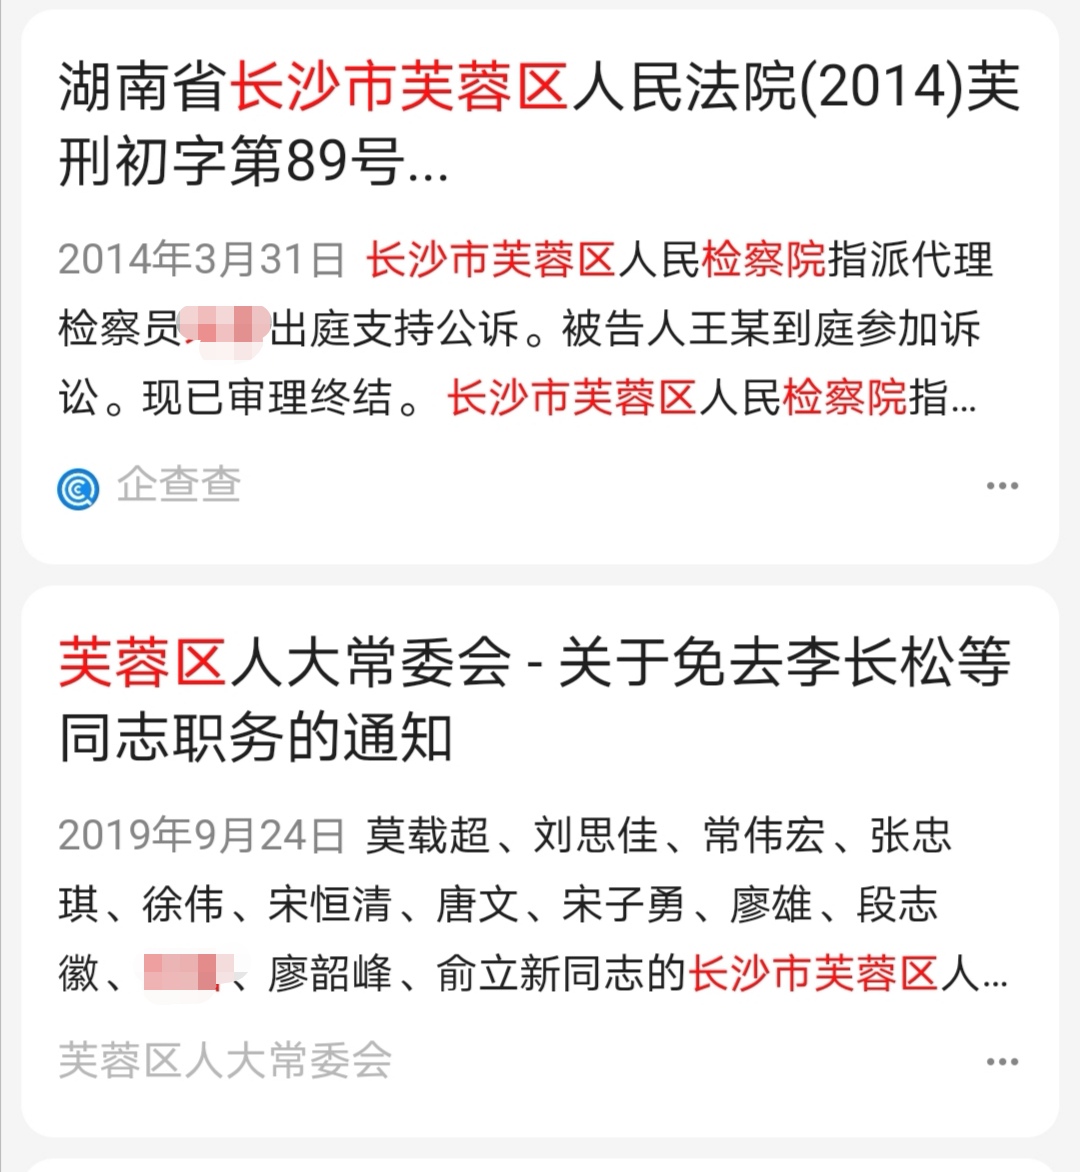 湖南省长沙市芙蓉区人民法院(2014)芙
刑初字第89号...
2014年3月31日 长沙市芙蓉区人民检察院指派代理
检察员出庭支持公诉。被告人王某到庭参加诉
讼。现已审理终结。 长沙市芙蓉区人民检察院指...
企查查
芙蓉区人大常委会 - 关于免去李长松等
同志职务的通知
2019年9月24日 莫载超、刘思佳、常伟宏、张忠
琪、徐伟、宋恒清、唐文、宋子勇、廖雄、段志
徽、、廖韶峰、俞立新同志的长沙市芙蓉区人...
芙蓉区人大常委会